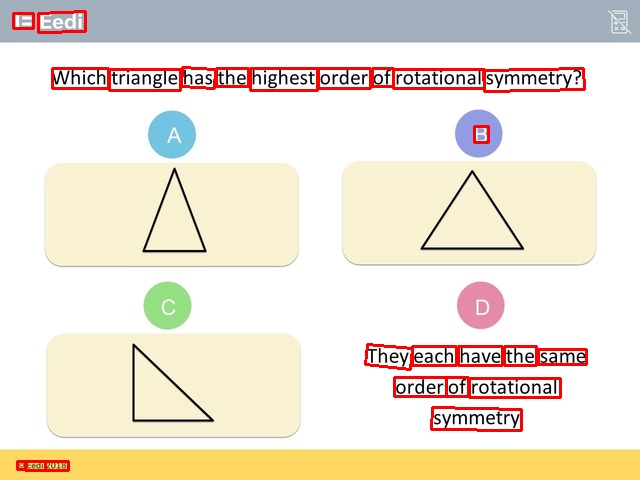 Eedi
Which triangle has the highest order of rotational symmetry?
A
B
C
D
They each have the same
order of rotational
symmetry
© Eedi 2018